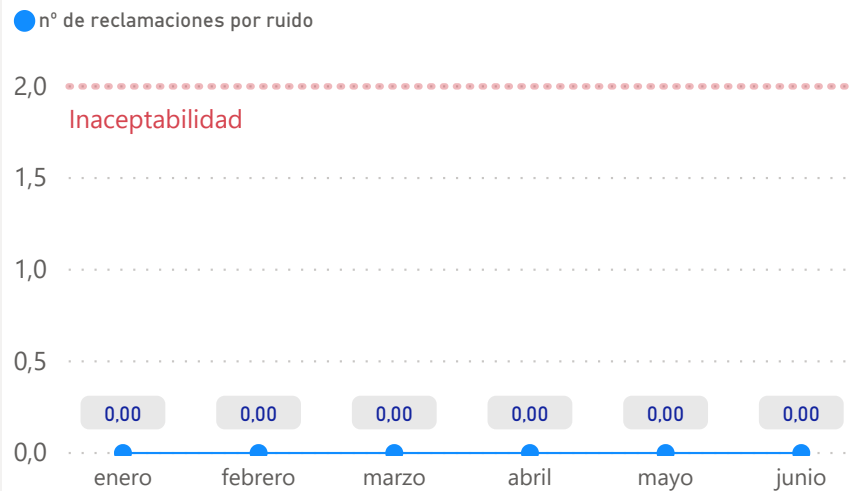 nº de reclamaciones por ruido
2,0
Inaceptabilidad
1,5
1,0
0,5
0,00 0,00 0,00 0,00 0,00 0,00
0,0
enero febrero marzo abril mayo junio